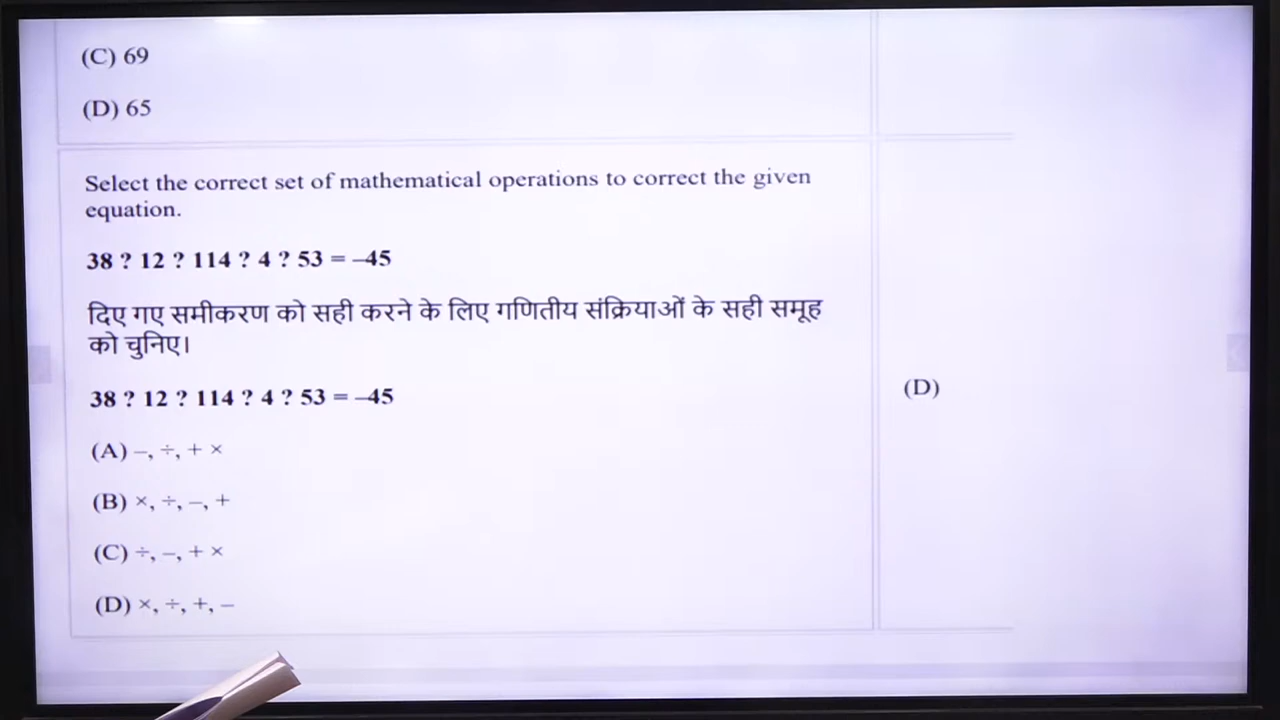 (C) 69
(D) 65
Select the correct set of mathematical operations to correct the given
equation.
38 ? 12 ? 114 ? 4 ? 53 = –45
दिए गए समीकरण को सही करने के लिए गणितीय संक्रियाओं के सही समूह
को चुनिए।
38 ? 12 ? 114 ? 4 ? 53 = –45
(D)
(A) –, ÷, + ×
(B) ×, ÷, –, +
(C) ÷, –, + ×
(D) ×, ÷, +, –